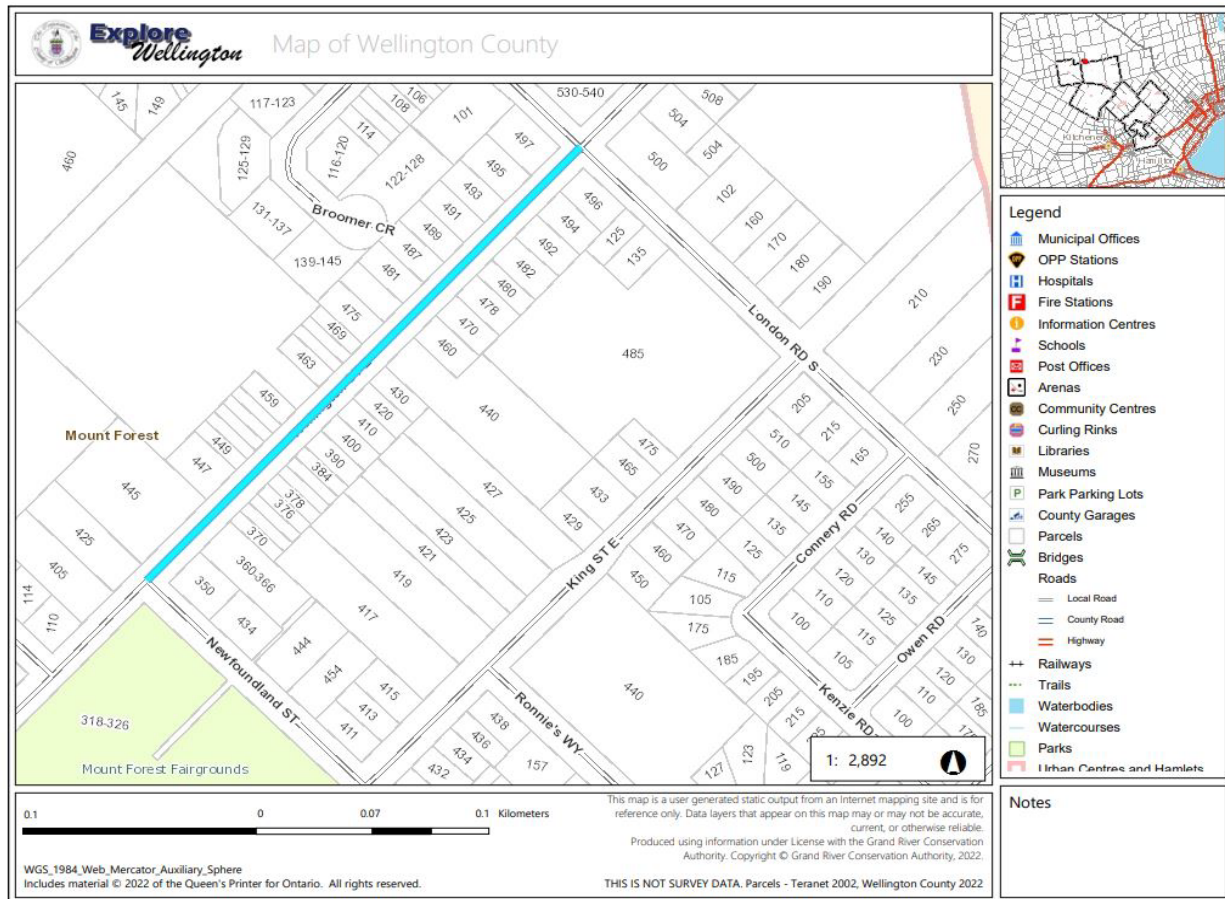 Explore
Wellington
Map of Wellington County
145
149
117-123
106
108
101
530-540
508
504
504
500
497
114
116-120
125-129
122-128
495
493
491
489
487
481
460
131-137
139-145
Broomer CR
496
494
492
482
480
478
470
460
125
135
102
160
170
180
190
210
230
250
270
London RD S
485
475
469
463
459
449
447
445
425
405
114
110
Mount Forest
430
420
410
400
390
384
378
376
370
360-366
350
440
427
425
423
421
419
417
434
444
454
415
413
411
475
465
433
429
King ST E
205
215
165
510
500
490
480
470
460
450
155
145
135
125
115
105
175
185
195
205
215
Connery RD
255
265
275
140
130
120
110
100
145
135
125
115
105
Owen RD
Kenzie RD
140
130
120
110
100
185
Newfoundland ST
Ronnie's WY
440
438
436
434
432
157
127
123
119
318-326
Mount Forest Fairgrounds
1: 2,892
Kitchener
Hamilton
Legend
Municipal Offices
OPP Stations
Hospitals
Fire Stations
Information Centres
Schools
Post Offices
Arenas
Community Centres
Curling Rinks
Libraries
Museums
Park Parking Lots
County Garages
Parcels
Bridges
Roads
Local Road
County Road
Highway
Railways
Trails
Waterbodies
Watercourses
Parks
Urban Centres and Hamlets
Notes
0.1 0 0.07 0.1 Kilometers
WGS_1984_Web_Mercator_Auxiliary_Sphere
Includes material © 2022 of the Queen's Printer for Ontario. All rights reserved.
This map is a user generated static output from an Internet mapping site and is for
reference only. Data layers that appear on this map may or may not be accurate,
current, or otherwise reliable.
Produced using information under License with the Grand River Conservation
Authority. Copyright © Grand River Conservation Authority, 2022.
THIS IS NOT SURVEY DATA. Parcels - Teranet 2002, Wellington County 2022